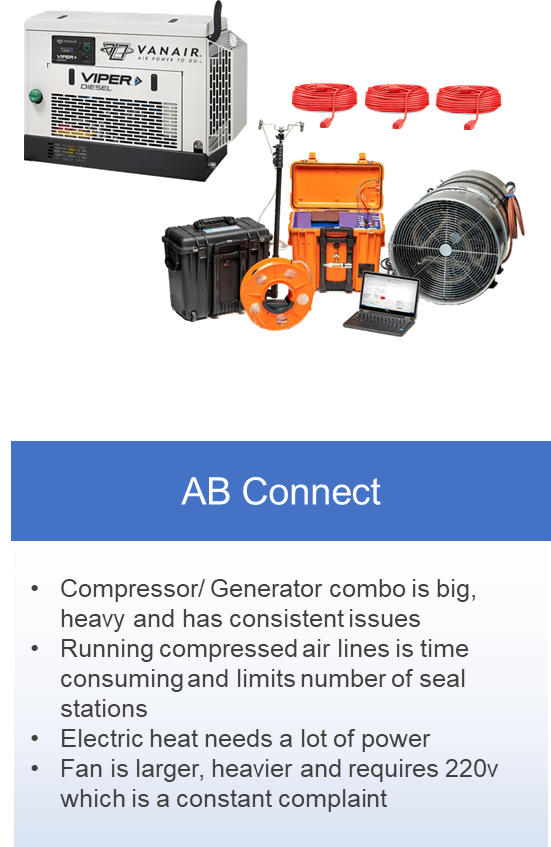 VANAIR®
AIR POWER TO GO™
VIPER
VIPER
DIESEL
AB Connect
• Compressor/ Generator combo is big,
heavy and has consistent issues
• Running compressed air lines is time
consuming and limits number of seal
stations
• Electric heat needs a lot of power
• Fan is larger, heavier and requires 220v
which is a constant complaint